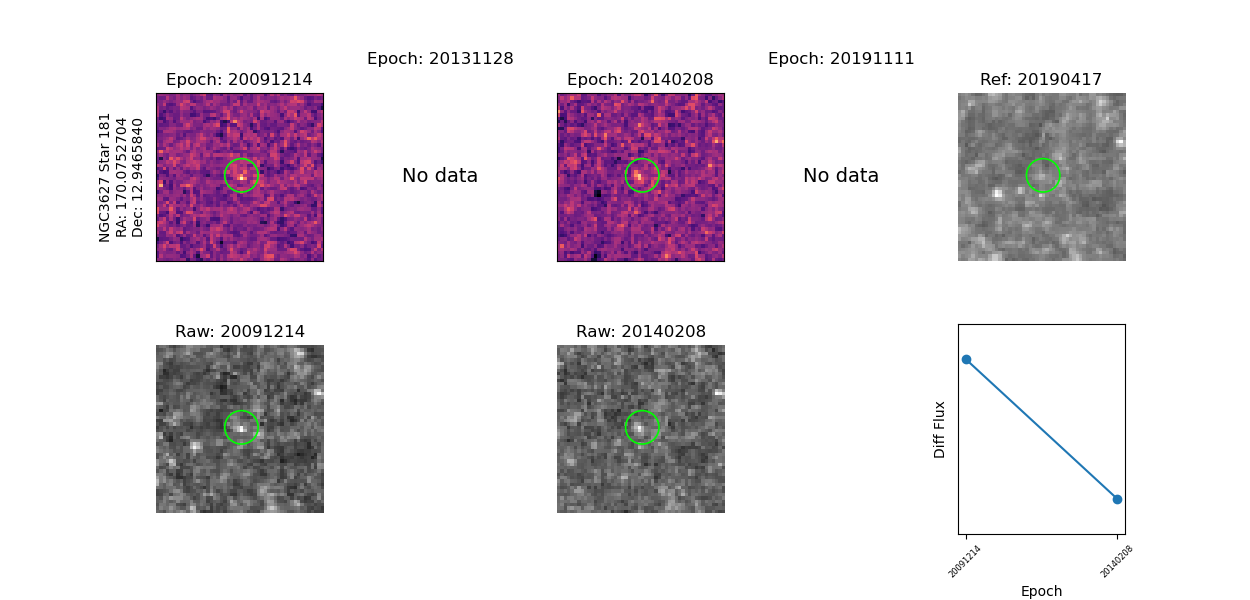 Epoch: 20131128
Epoch: 20191111
Epoch: 20091214
Epoch: 20140208
Ref: 20190417
NGC3627 Star 181
RA: 170.0752704
Dec: 12.9465840
No data
No data
Raw: 20091214
Raw: 20140208
Diff Flux
20091214
20140208
Epoch